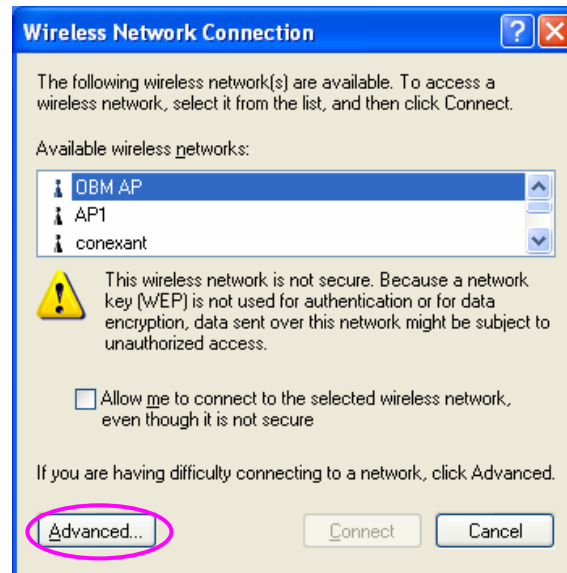 Wireless Network Connection
The following wireless network(s) are available. To access a
wireless network, select it from the list, and then click Connect.
Available wireless networks:
OBM AP
AP1
conexant
This wireless network is not secure. Because a network
key (WEP) is not used for authentication or for data
encryption, data sent over this network might be subject to
unauthorized access.
Allow me to connect to the selected wireless network,
even though it is not secure
If you are having difficulty connecting to a network, click Advanced.
Advanced... Connect Cancel